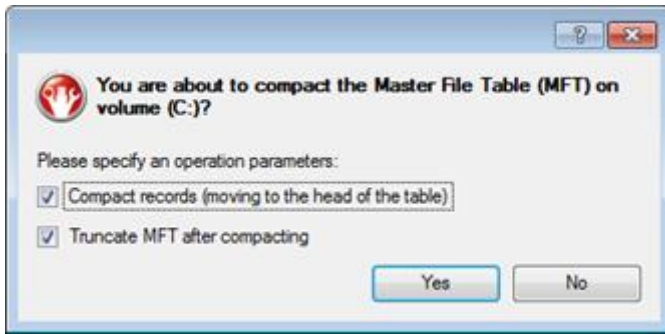 You are about to compact the Master File Table (MFT) on
volume (C:)?
Please specify an operation parameters:
Compact records (moving to the head of the table)
Truncate MFT after compacting
Yes No